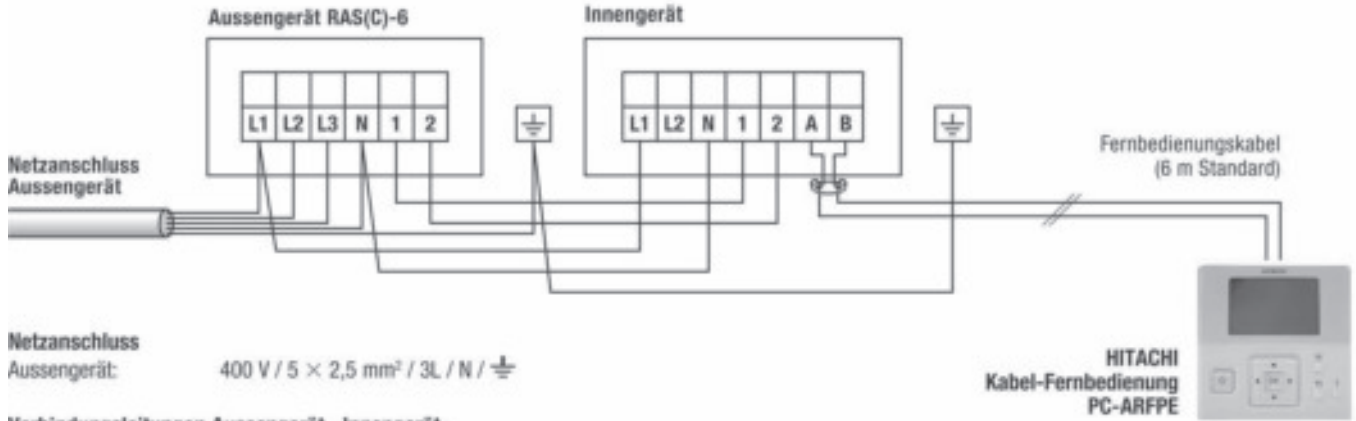 Aussengerät RAS(C)-6
Innengerät
L1 L2 L3 N 1 2
L1 L2 N 1 2 A B
Netzanschluss
Aussengerät
Fernbedienungskabel
(6 m Standard)
Netzanschluss
Aussengerät: 400 V / 5 × 2,5 mm² / 3L / N / ⏚
HITACHI
Kabel-Fernbedienung
PC-ARFPE